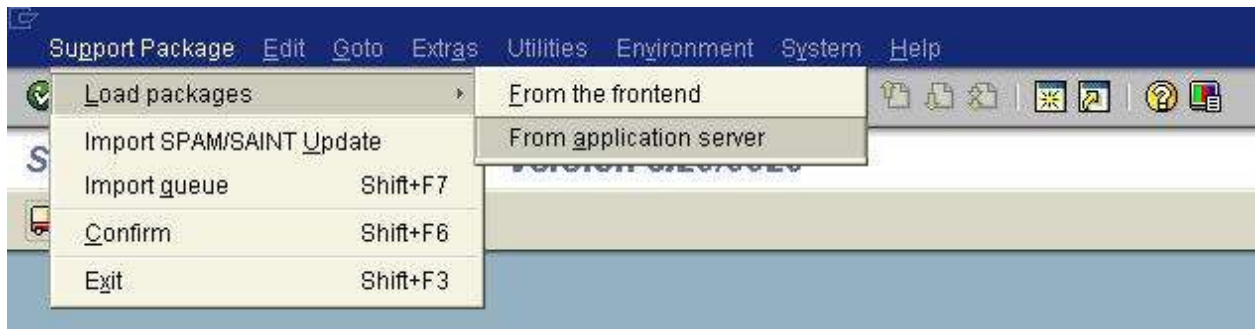 Support Package Edit Goto Extras Utilities Environment System Help
Load packages
From the frontend
From application server
Import SPAM/SAINT Update
Import queue Shift+F7
Confirm Shift+F6
Exit Shift+F3